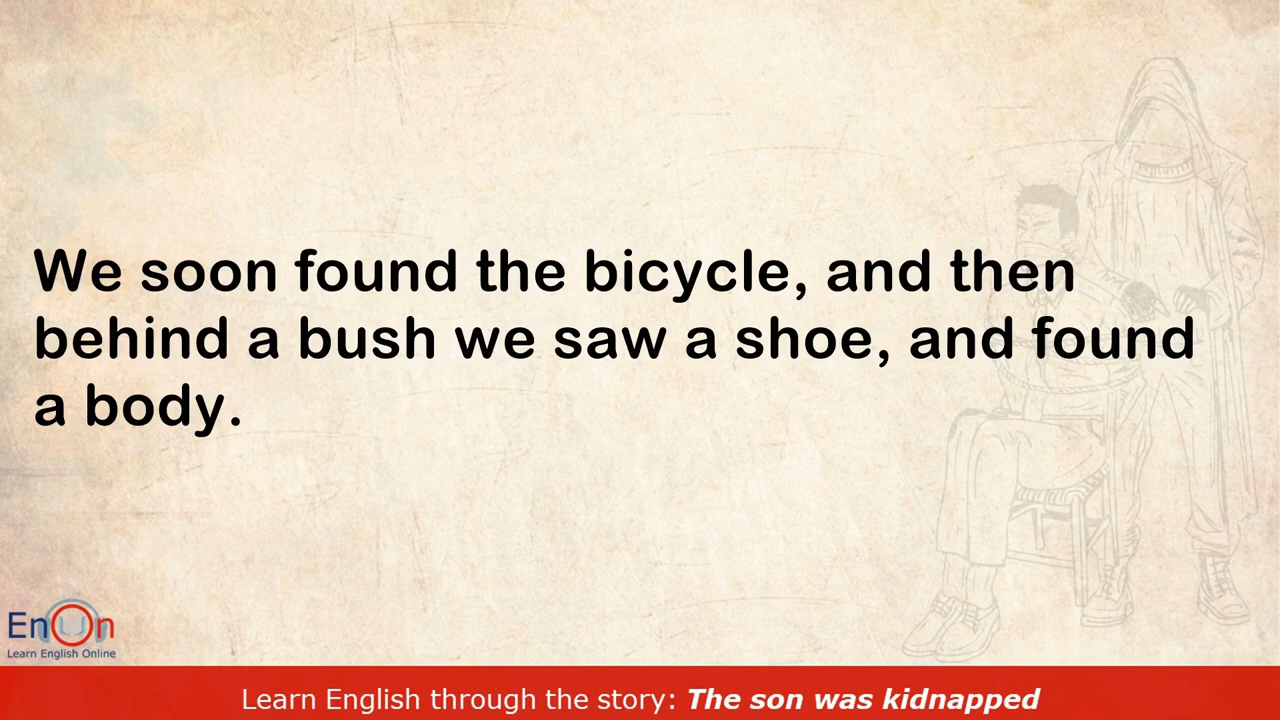 We soon found the bicycle, and then
behind a bush we saw a shoe, and found
a body.
EnOn
Learn English Online
Learn English through the story: The son was kidnapped